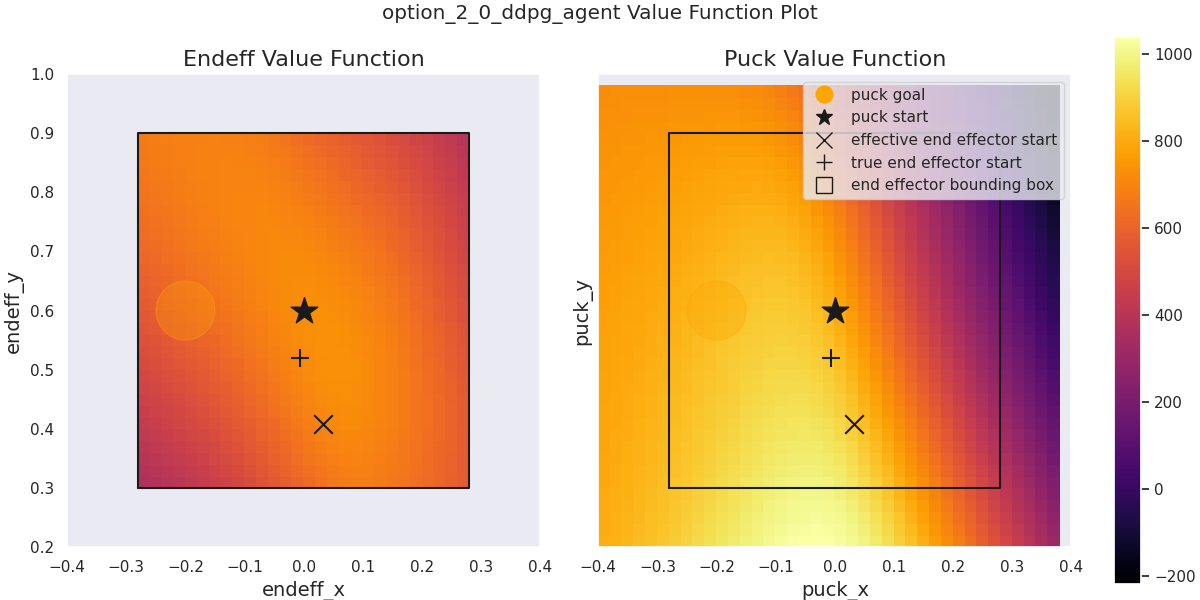 option_2_0_ddpg_agent Value Function Plot
Endeff Value Function
1.0
0.9
0.8
0.7
0.6
0.5
0.4
0.3
0.2
endeff_y
−0.4 −0.3 −0.2 −0.1 0.0 0.1 0.2 0.3 0.4
endeff_x
Puck Value Function
puck goal
puck start
effective end effector start
true end effector start
end effector bounding box
puck_y
−0.4 −0.3 −0.2 −0.1 0.0 0.1 0.2 0.3 0.4
puck_x
1000
800
600
400
200
0
−200